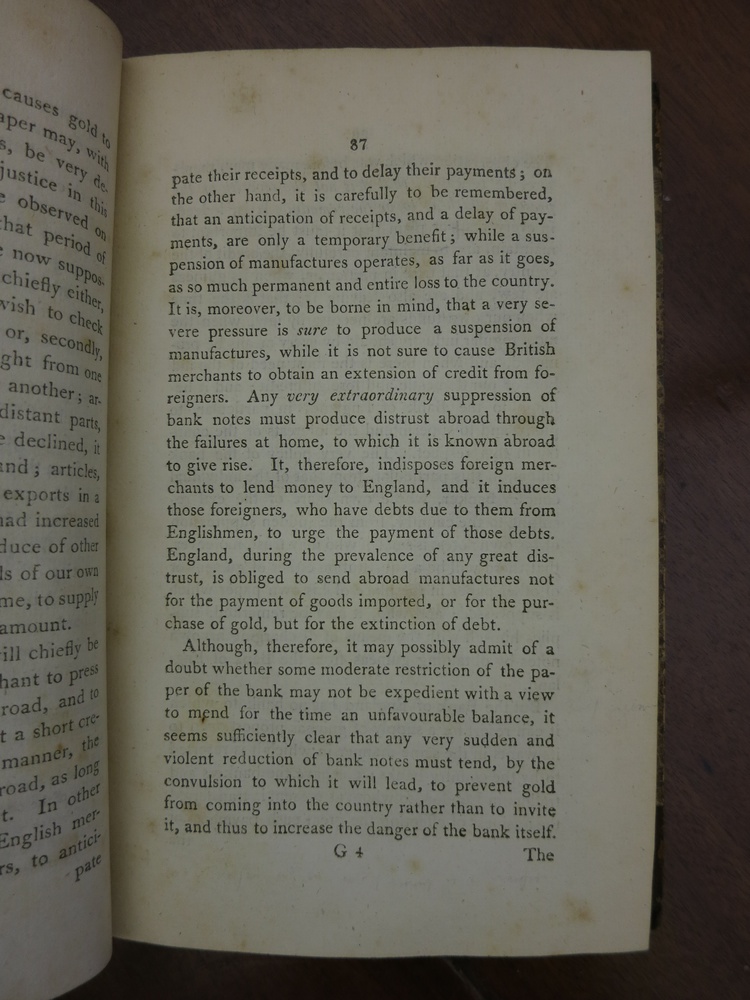 causes gold to
aper may, with
s, be very de-
justice in this
e observed on
hat period of
e now suppos-
chiefly either,
vish to check
or, secondly,
ght from one
another; ar-
distant parts,
e declined, it
and; articles,
exports in a
had increased
duce of other
ls of our own
me, to supply
amount.
ill chiefly be
hant to press
road, and to
t a short cre-
manner, the
road, as long
t. In other
English mer-
rs, to antici-
pate
87
pate their receipts, and to delay their payments; on
the other hand, it is carefully to be remembered,
that an anticipation of receipts, and a delay of pay-
ments, are only a temporary benefit; while a sus-
pension of manufactures operates, as far as it goes,
as so much permanent and entire loss to the country.
It is, moreover, to be borne in mind, that a very se-
vere pressure is sure to produce a suspension of
manufactures, while it is not sure to cause British
merchants to obtain an extension of credit from fo-
reigners. Any very extraordinary suppression of
bank notes must produce distrust abroad through
the failures at home, to which it is known abroad
to give rise. It, therefore, indisposes foreign mer-
chants to lend money to England, and it induces
those foreigners, who have debts due to them from
Englishmen, to urge the payment of those debts.
England, during the prevalence of any great dis-
trust, is obliged to send abroad manufactures not
for the payment of goods imported, or for the pur-
chase of gold, but for the extinction of debt.
Although, therefore, it may possibly admit of a
doubt whether some moderate restriction of the pa-
per of the bank may not be expedient with a view
to mend for the time an unfavourable balance, it
seems sufficiently clear that any very sudden and
violent reduction of bank notes must tend, by the
convulsion to which it will lead, to prevent gold
from coming into the country rather than to invite
it, and thus to increase the danger of the bank itself.
G 4 The